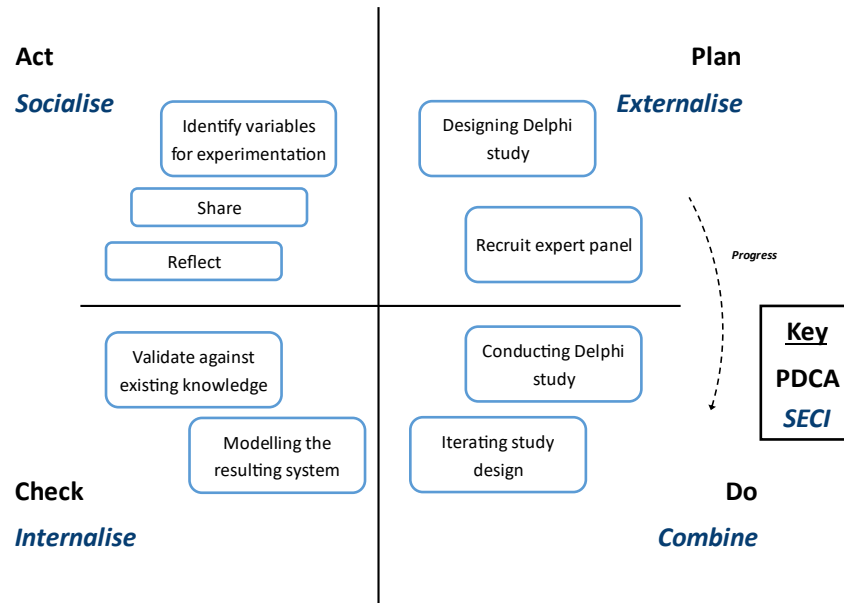 Act
Socialise
Identify variables
for experimentation
Share
Reflect
Plan
Externalise
Designing Delphi
study
Recruit expert panel
Progress
Key
PDCA
SECI
Validate against
existing knowledge
Modelling the
resulting system
Check
Internalise
Conducting Delphi
study
Iterating study
design
Do
Combine